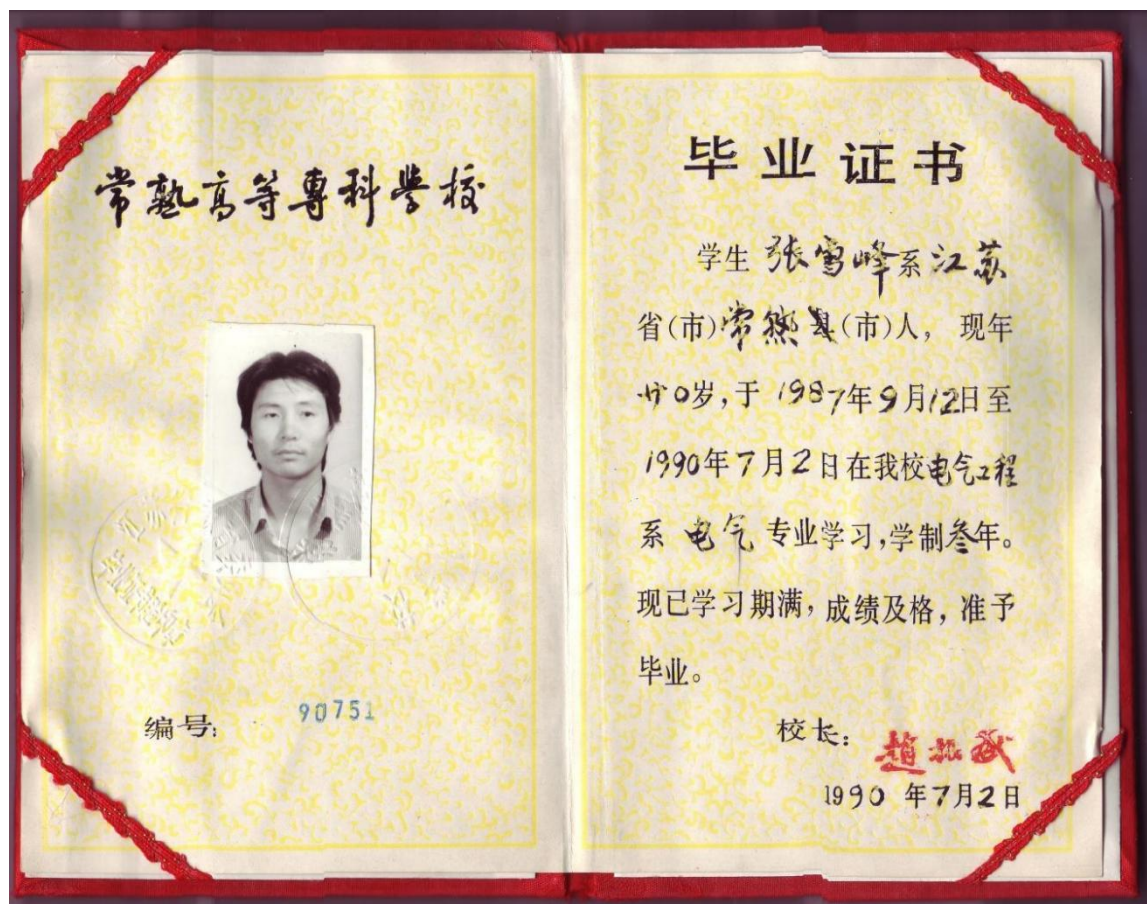 常熟高等專科學校
编号: 90751
毕业证书
学生 张雪峰系江苏
省(市)常熟县(市)人, 现年
廿0岁,于 1987年9月12日至
1990年7月2日在我校电气工程
系 电气 专业学习,学制叁年。
现已学习期满, 成绩及格, 准予
毕业。
校长: 趙振武
1990 年7月2日